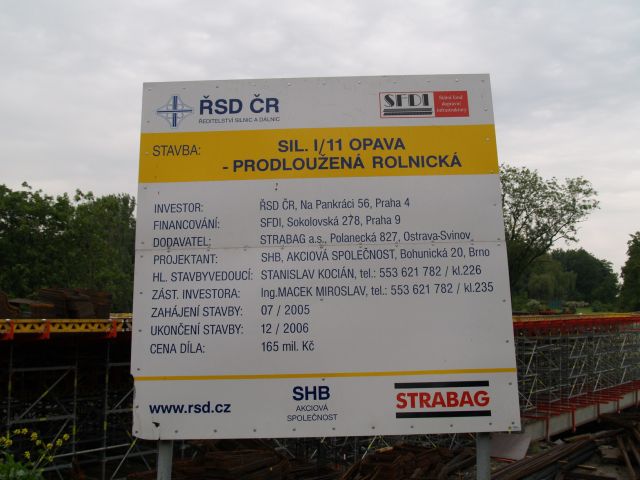 ŘSD ČR
ŘEDITELSTVÍ SILNIC A DÁLNIC
SFDI
Státní fond
dopravní
infrastruktury
STAVBA:
SIL. I/11 OPAVA
- PRODLOUŽENÁ ROLNICKÁ
INVESTOR: ŘSD ČR, Na Pankráci 56, Praha 4
FINANCOVÁNÍ: SFDI, Sokolovská 278, Praha 9
DODAVATEL: STRABAG a.s., Polanecká 827, Ostrava-Svinov
PROJEKTANT: SHB, AKCIOVÁ SPOLEČNOST, Bohunická 20, Brno
HL. STAVBYVEDOUCÍ: STANISLAV KOCIÁN, tel.: 553 621 782 / kl.226
ZÁST. INVESTORA: Ing.MACEK MIROSLAV, tel.: 553 621 782 / kl.235
ZAHÁJENÍ STAVBY: 07 / 2005
UKONČENÍ STAVBY: 12 / 2006
CENA DÍLA: 165 mil. Kč
www.rsd.cz
SHB
AKCIOVÁ
SPOLEČNOST
STRABAG